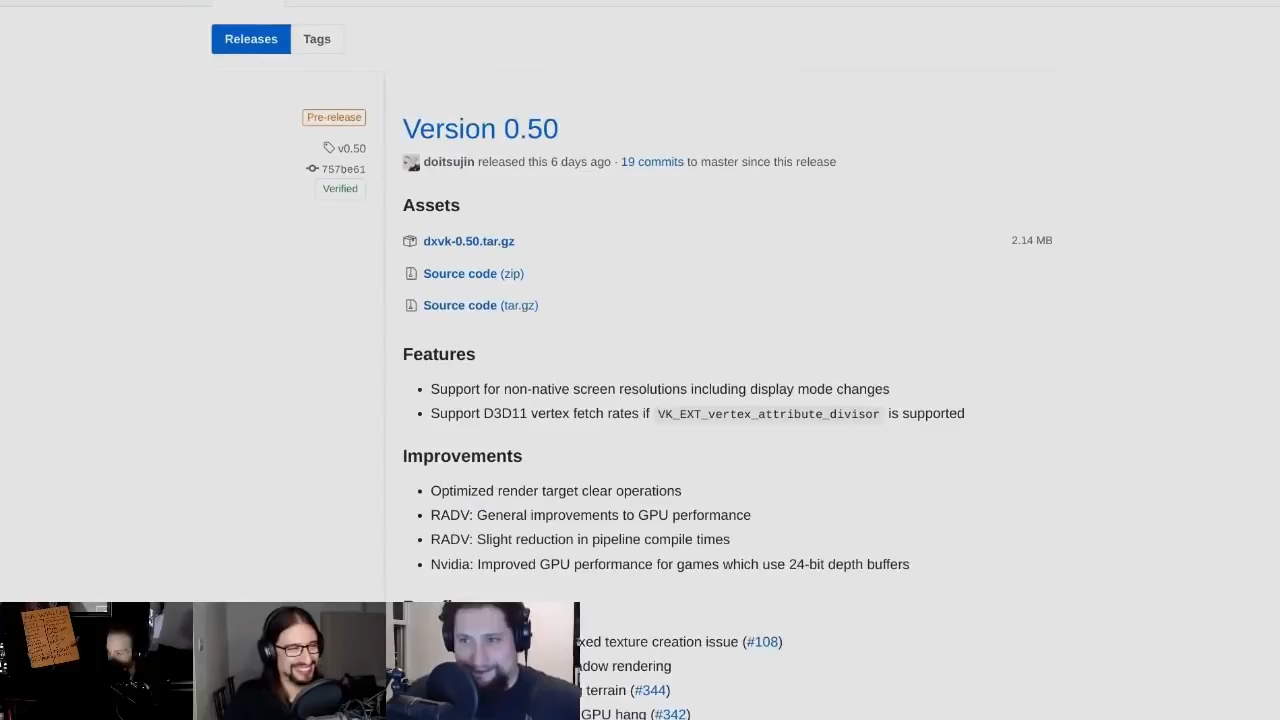 Releases
Tags
Pre-release
v0.50
757be61
Verified
Version 0.50
doitsujin released this 6 days ago · 19 commits to master since this release
Assets
dxvk-0.50.tar.gz
2.14 MB
Source code (zip)
Source code (tar.gz)
Features
• Support for non-native screen resolutions including display mode changes
• Support D3D11 vertex fetch rates if VK_EXT_vertex_attribute_divisor is supported
Improvements
• Optimized render target clear operations
• RADV: General improvements to GPU performance
• RADV: Slight reduction in pipeline compile times
• Nvidia: Improved GPU performance for games which use 24-bit depth buffers
texture creation issue (#108)
rendering
terrain (#344)
GPU hang (#342)